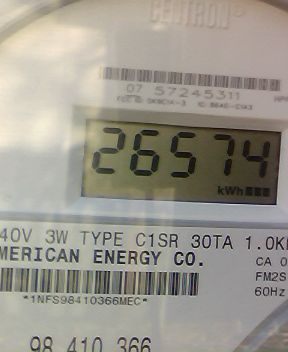 CENTRON
07 57245311
26574
kWh
40V 3W TYPE C1SR 30TA 1.0K
MERICAN ENERGY CO.
CA 0
FM2S
60Hz
*1NFS98410366MEC*
98 410 366